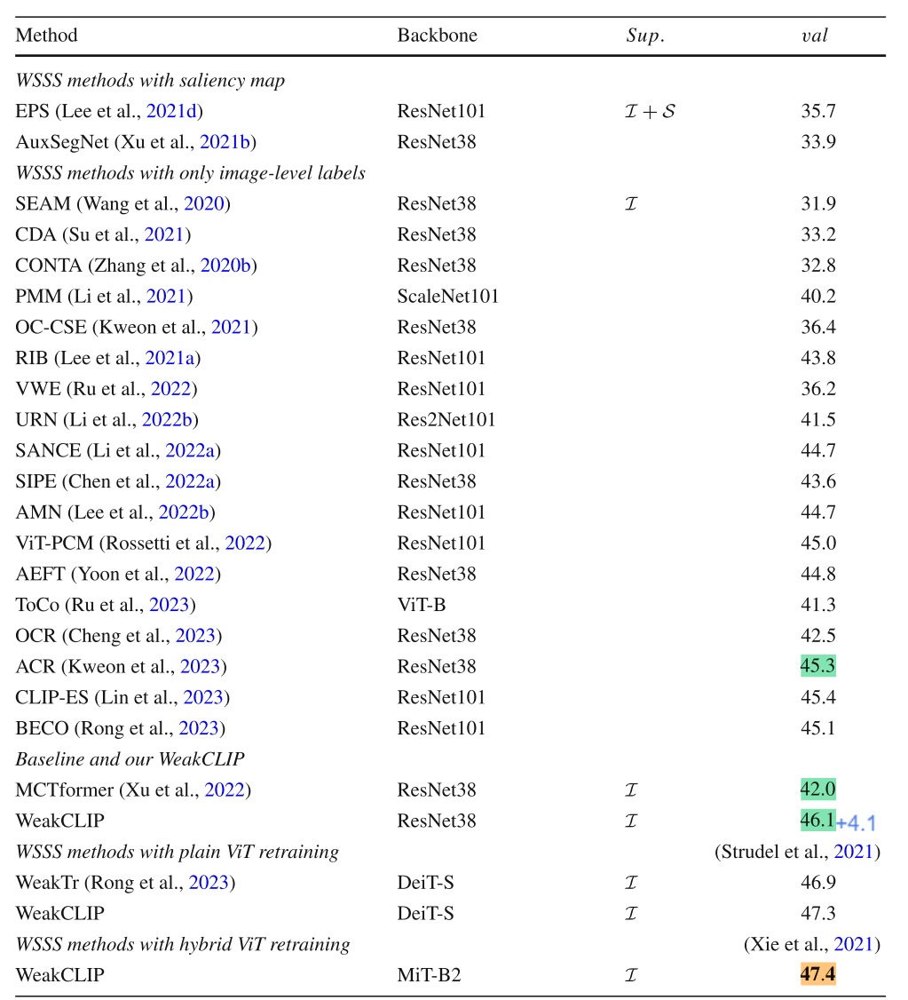 Method Backbone Sup. val
WSSS methods with saliency map
EPS (Lee et al., 2021d) ResNet101 ℐ + 𝒮 35.7
AuxSegNet (Xu et al., 2021b) ResNet38 33.9
WSSS methods with only image-level labels
SEAM (Wang et al., 2020) ResNet38 ℐ 31.9
CDA (Su et al., 2021) ResNet38 33.2
CONTA (Zhang et al., 2020b) ResNet38 32.8
PMM (Li et al., 2021) ScaleNet101 40.2
OC-CSE (Kweon et al., 2021) ResNet38 36.4
RIB (Lee et al., 2021a) ResNet101 43.8
VWE (Ru et al., 2022) ResNet101 36.2
URN (Li et al., 2022b) Res2Net101 41.5
SANCE (Li et al., 2022a) ResNet101 44.7
SIPE (Chen et al., 2022a) ResNet38 43.6
AMN (Lee et al., 2022b) ResNet101 44.7
ViT-PCM (Rossetti et al., 2022) ResNet101 45.0
AEFT (Yoon et al., 2022) ResNet38 44.8
ToCo (Ru et al., 2023) ViT-B 41.3
OCR (Cheng et al., 2023) ResNet38 42.5
ACR (Kweon et al., 2023) ResNet38 45.3
CLIP-ES (Lin et al., 2023) ResNet101 45.4
BECO (Rong et al., 2023) ResNet101 45.1
Baseline and our WeakCLIP
MCTformer (Xu et al., 2022) ResNet38 ℐ 42.0
WeakCLIP ResNet38 ℐ 46.1+4.1
WSSS methods with plain ViT retraining (Strudel et al., 2021)
WeakTr (Rong et al., 2023) DeiT-S ℐ 46.9
WeakCLIP DeiT-S ℐ 47.3
WSSS methods with hybrid ViT retraining (Xie et al., 2021)
WeakCLIP MiT-B2 ℐ 47.4